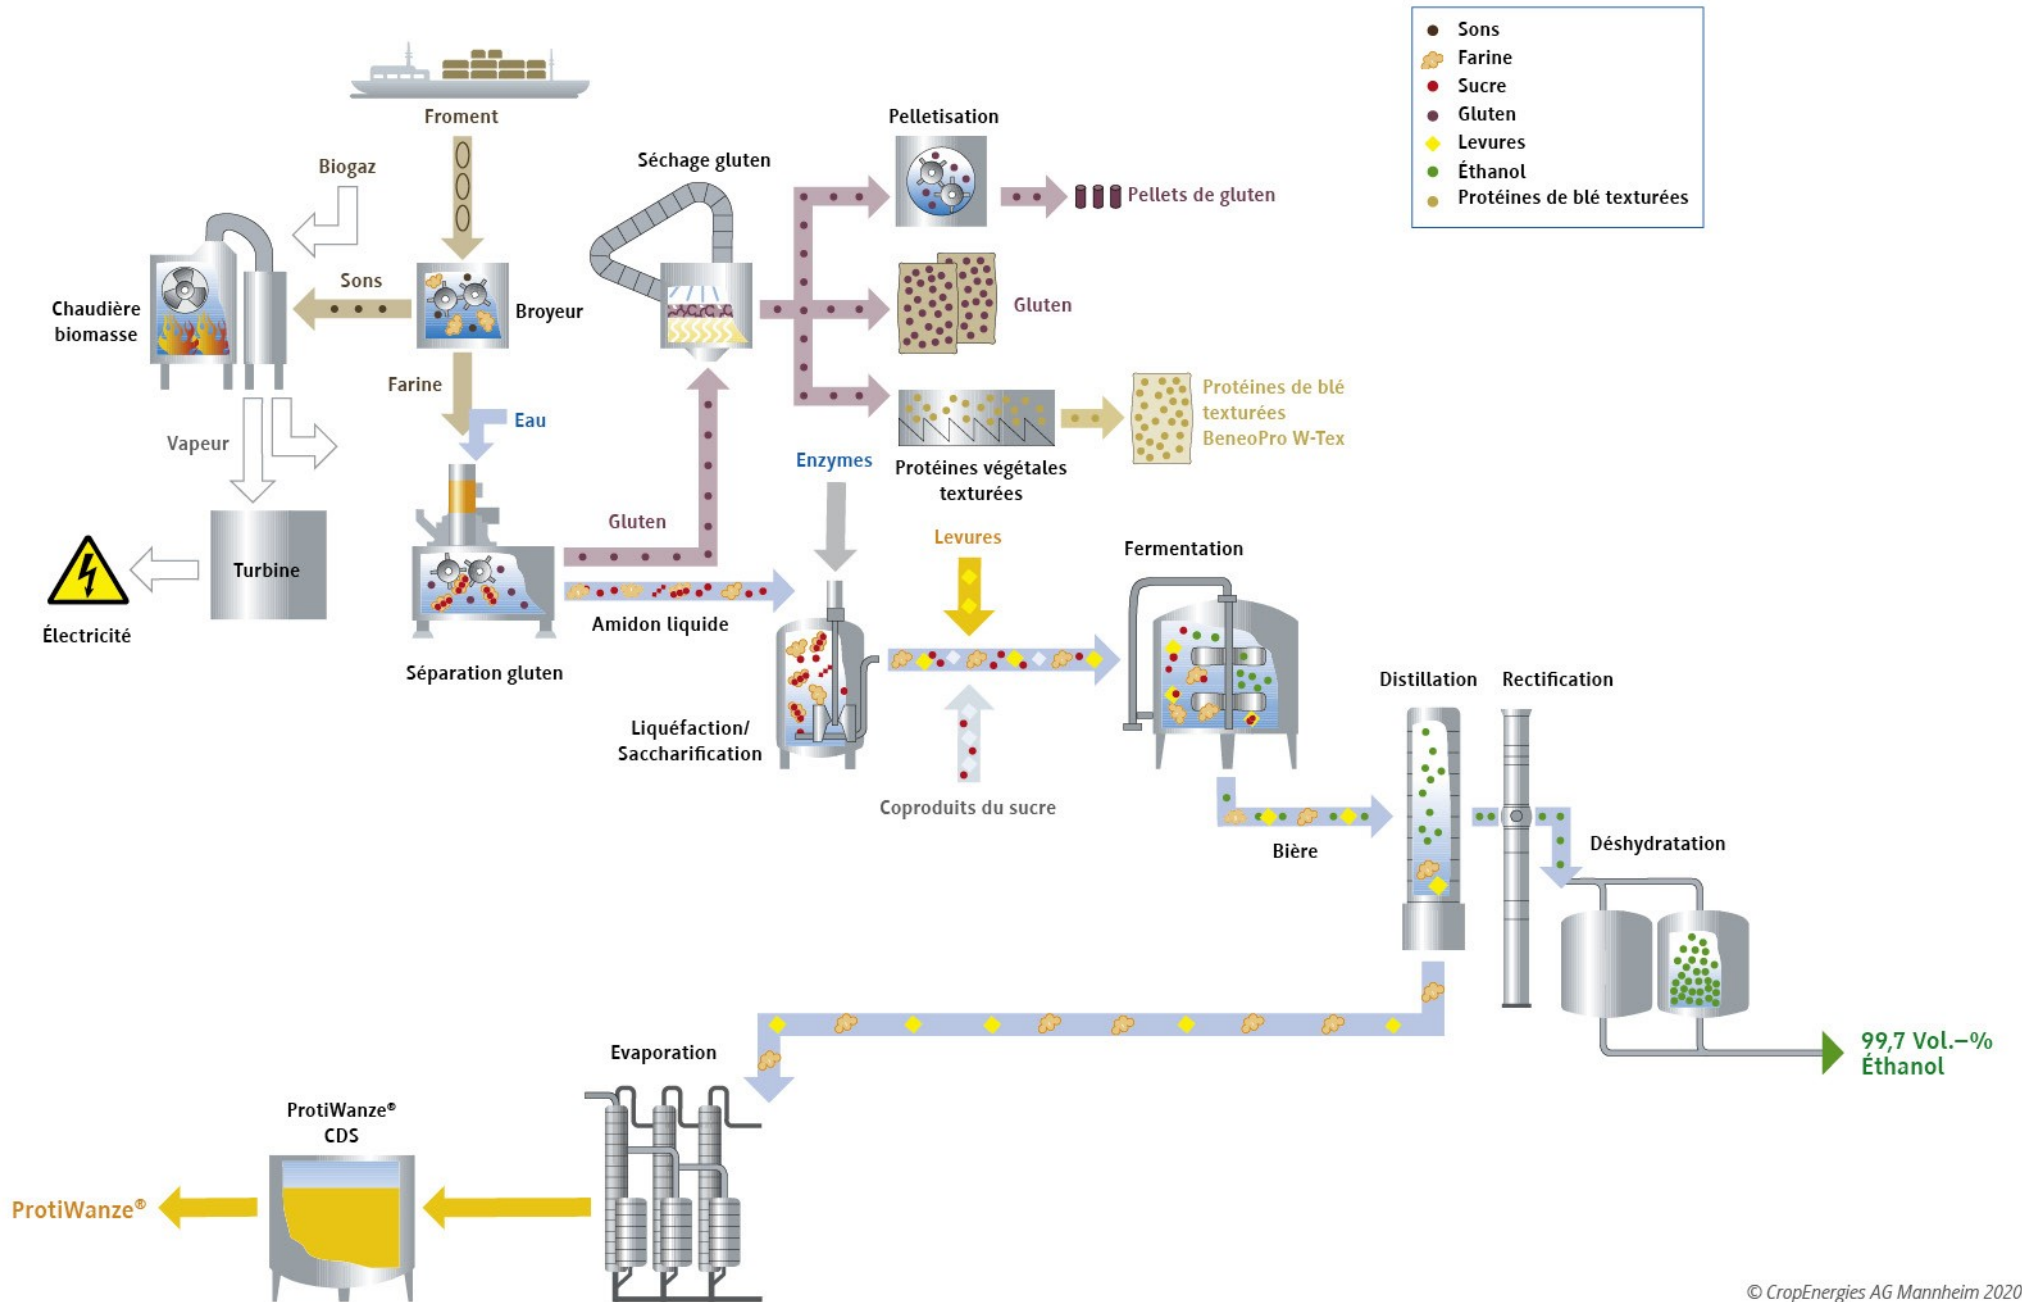 Sons
Farine
Sucre
Gluten
Levures
Éthanol
Protéines de blé texturées
Froment
Biogaz
Pelletisation
Séchage gluten
Pellets de gluten
Sons
Chaudière
biomasse
Broyeur
Gluten
Farine
Eau
Protéines de blé
texturées
BeneoPro W-Tex
Vapeur
Enzymes
Protéines végétales
texturées
Gluten
Levures
Fermentation
Turbine
Électricité
Amidon liquide
Séparation gluten
Distillation
Rectification
Liquéfaction/
Saccharification
Coproduits du sucre
Bière
Déshydratation
99,7 Vol.–%
Éthanol
Evaporation
ProtiWanze®
CDS
ProtiWanze®
© CropEnergies AG Mannheim 2020